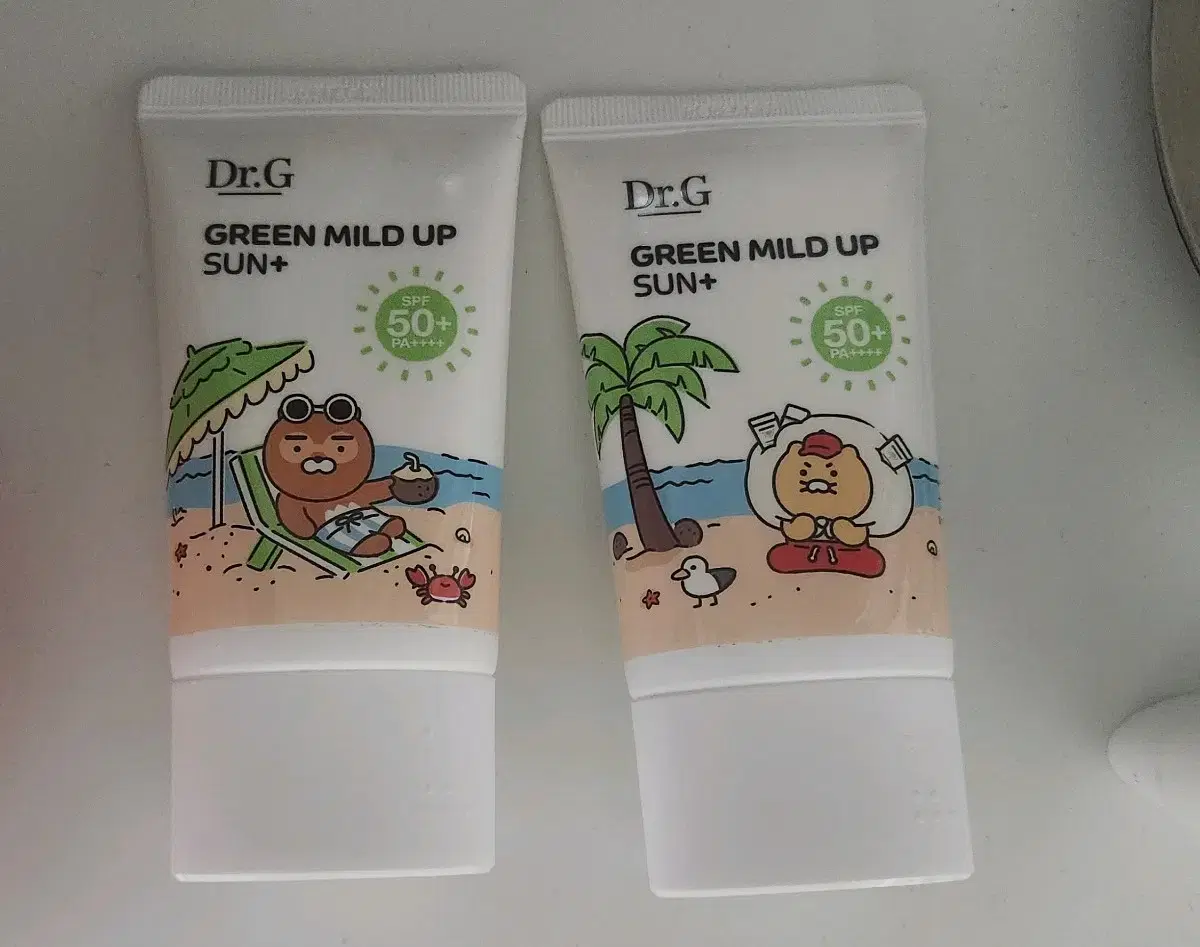 Dr.G
GREEN MILD UP
SUN+
SPF
50+
PA++++
Dr.G
GREEN MILD UP
SUN+
SPF
50+
PA++++